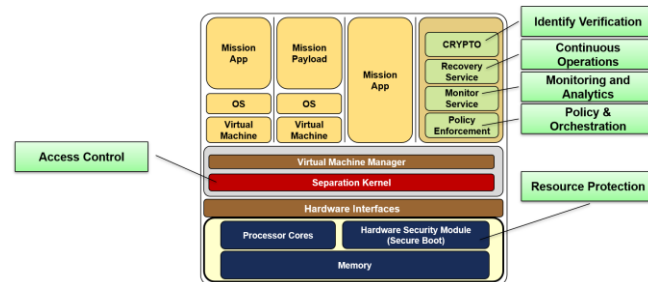 Identify Verification
Mission
App
Mission
Payload
Mission
App
CRYPTO
Recovery
Service
Monitor
Service
Policy
Enforcement
Continuous
Operations
Monitoring and
Analytics
Policy &
Orchestration
OS
OS
Virtual
Machine
Virtual
Machine
Access Control
Virtual Machine Manager
Separation Kernel
Resource Protection
Hardware Interfaces
Processor Cores
Hardware Security Module
(Secure Boot)
Memory